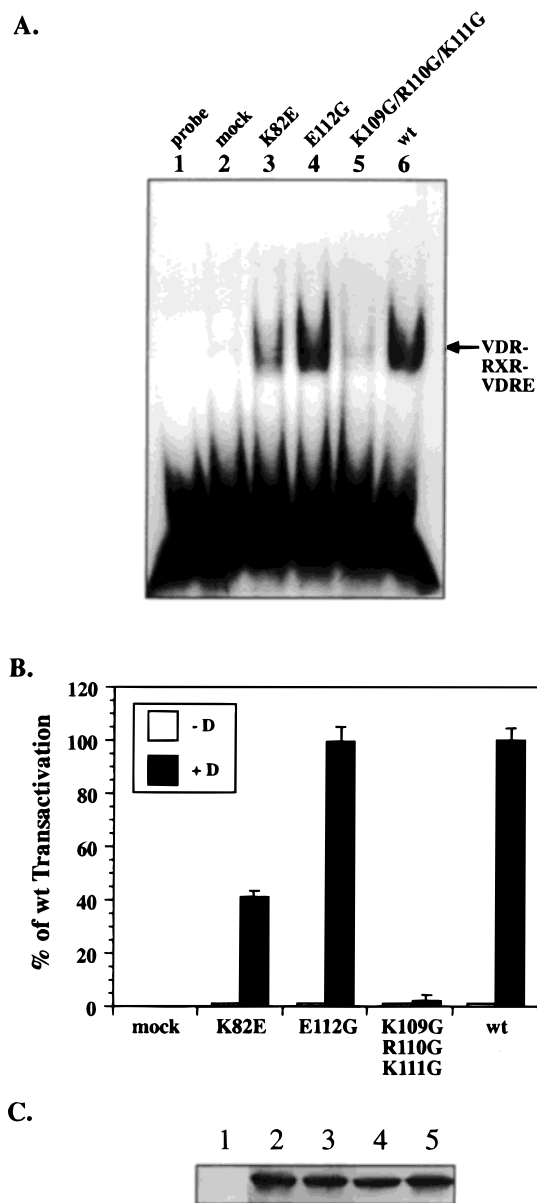 A.
probe mock K82E E112G K109G/R110G/K111G wt
1 2 3 4 5 6
VDR-
RXR-
VDRE
B.
% of wt Transactivation
120
100
80
60
40
20
0
- D
+ D
mock K82E E112G K109G wt
R110G
K111G
C.
1 2 3 4 5